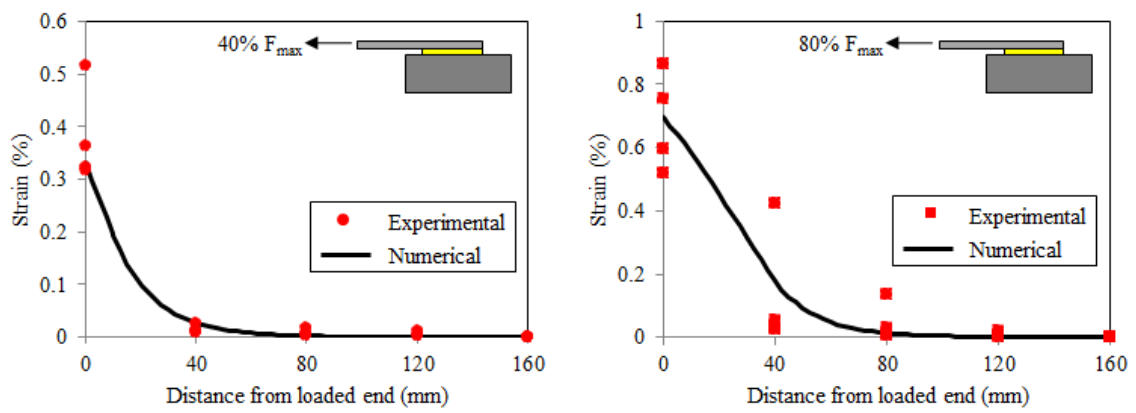 0.6
0.5
0.4
0.3
0.2
0.1
0
Strain (%)
40% Fmax
Experimental
Numerical
0
40
80
120
160
Distance from loaded end (mm)
1
0.8
0.6
0.4
0.2
0
Strain (%)
80% Fmax
Experimental
Numerical
0
40
80
120
160
Distance from loaded end (mm)